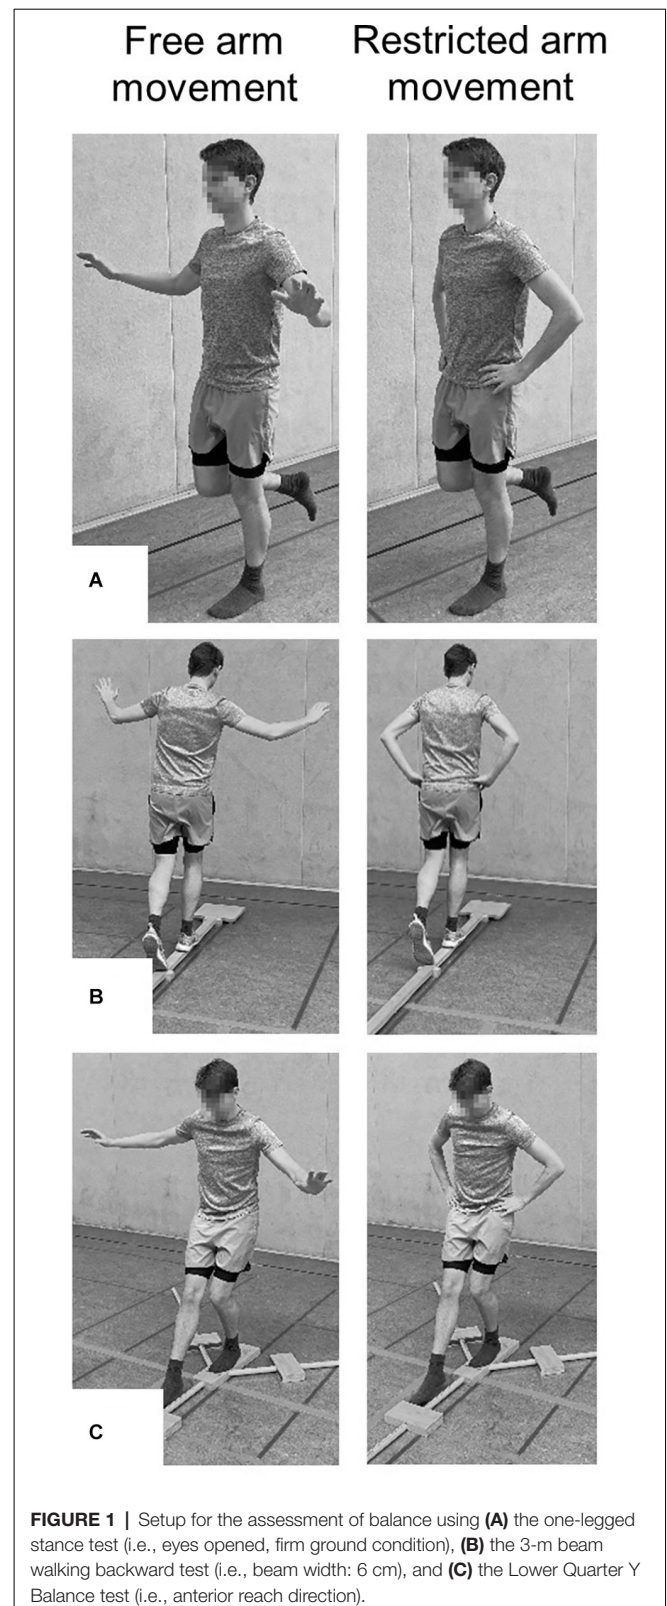 Free arm movement
Restricted arm movement
A
B
C
FIGURE 1 | Setup for the assessment of balance using (A) the one-legged
stance test (i.e., eyes opened, firm ground condition), (B) the 3-m beam
walking backward test (i.e., beam width: 6 cm), and (C) the Lower Quarter Y
Balance test (i.e., anterior reach direction).